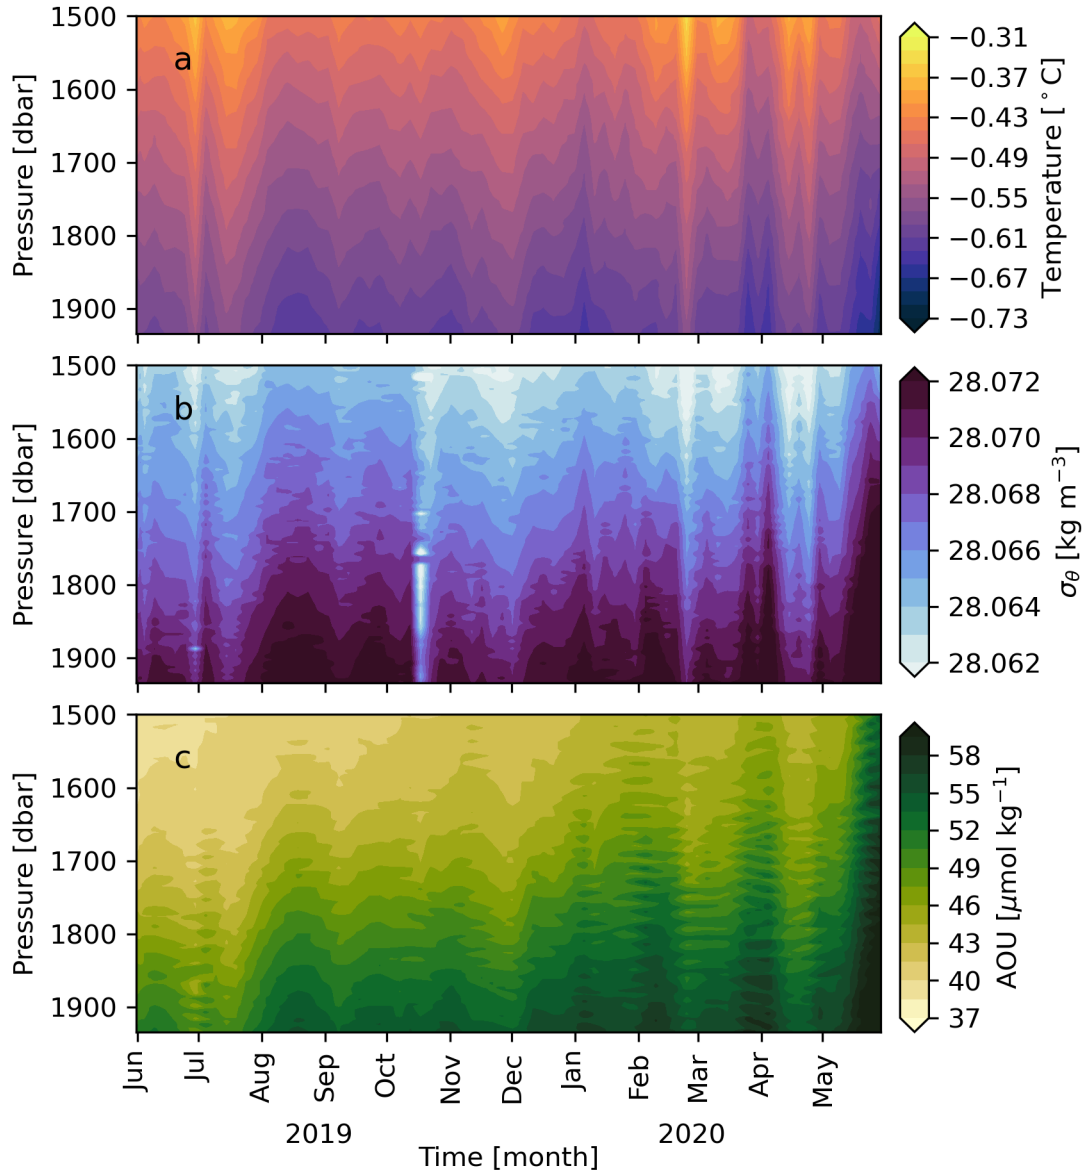 a
1500
1600
1700
1800
1900
Pressure [dbar]
−0.31
−0.37
−0.43
−0.49
−0.55
−0.61
−0.67
−0.73
Temperature [°C]
b
1500
1600
1700
1800
1900
Pressure [dbar]
28.072
28.070
28.068
28.066
28.064
28.062
σθ [kg m−3]
c
1500
1600
1700
1800
1900
Pressure [dbar]
58
55
52
49
46
43
40
37
AOU [μmol kg−1]
Jun
Jul
Aug
Sep
Oct
Nov
Dec
Jan
Feb
Mar
Apr
May
2019
2020
Time [month]